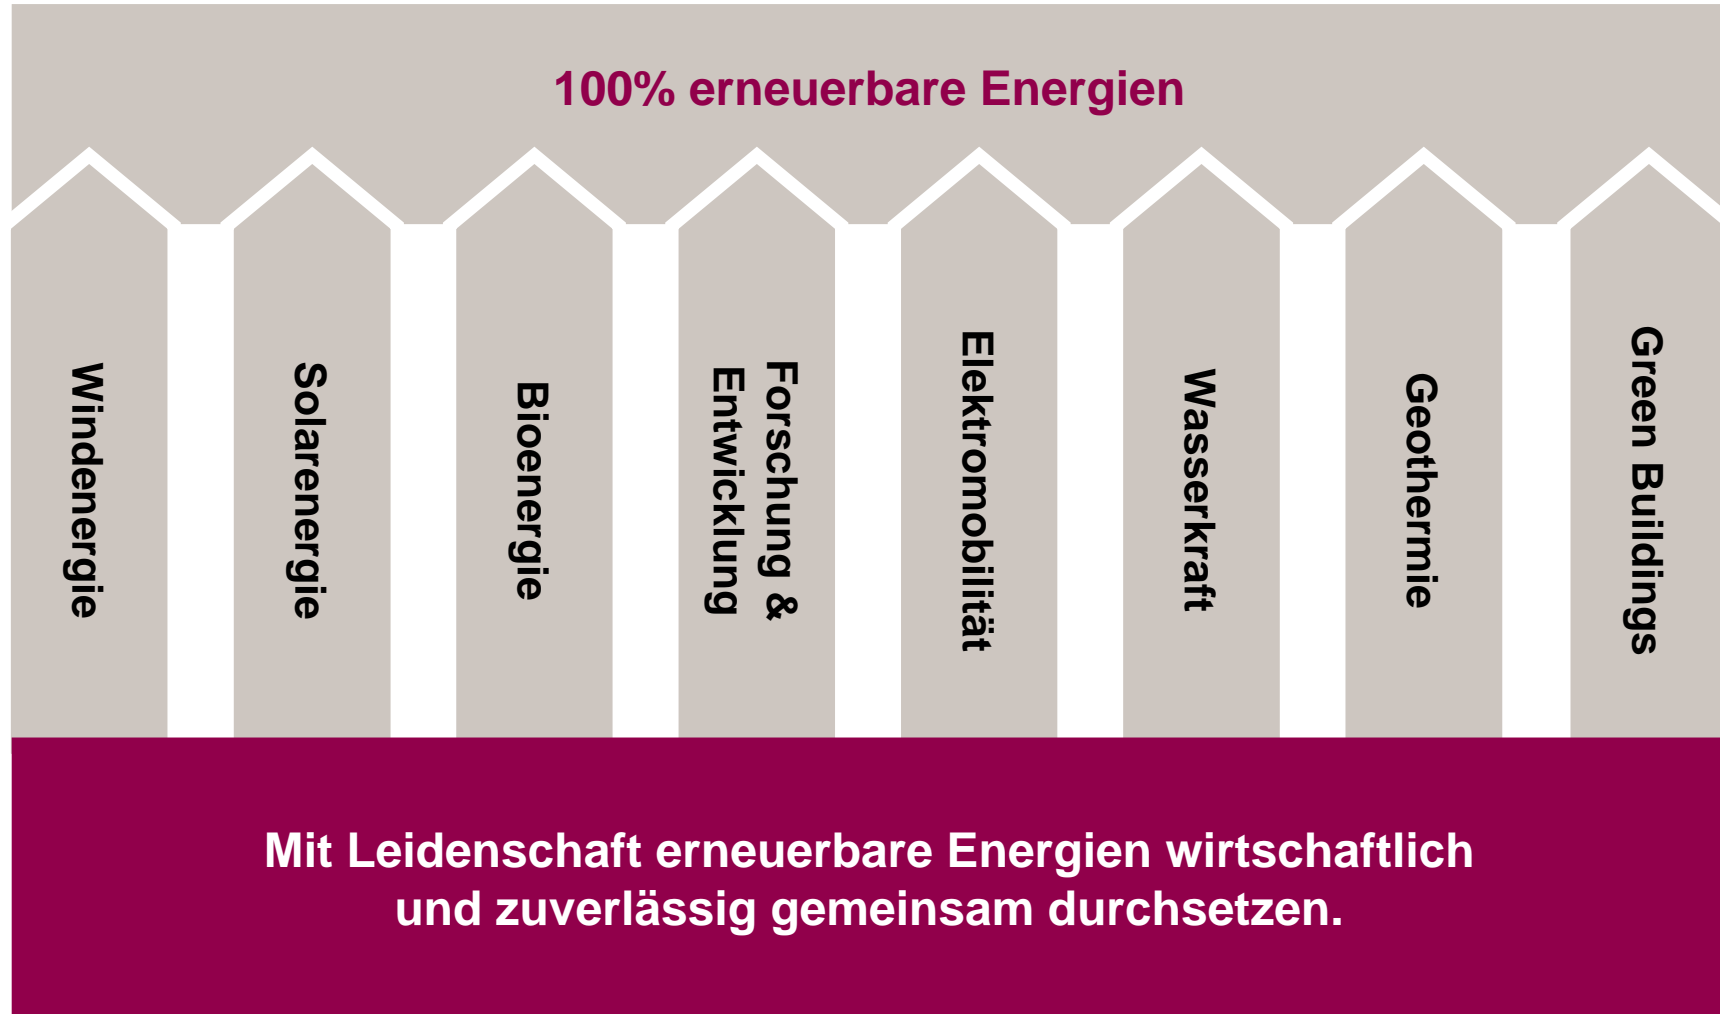 100% erneuerbare Energien
Windenergie
Solarenergie
Bioenergie
Forschung &
Entwicklung
Elektromobilität
Wasserkraft
Geothermie
Green Buildings
Mit Leidenschaft erneuerbare Energien wirtschaftlich
und zuverlässig gemeinsam durchsetzen.